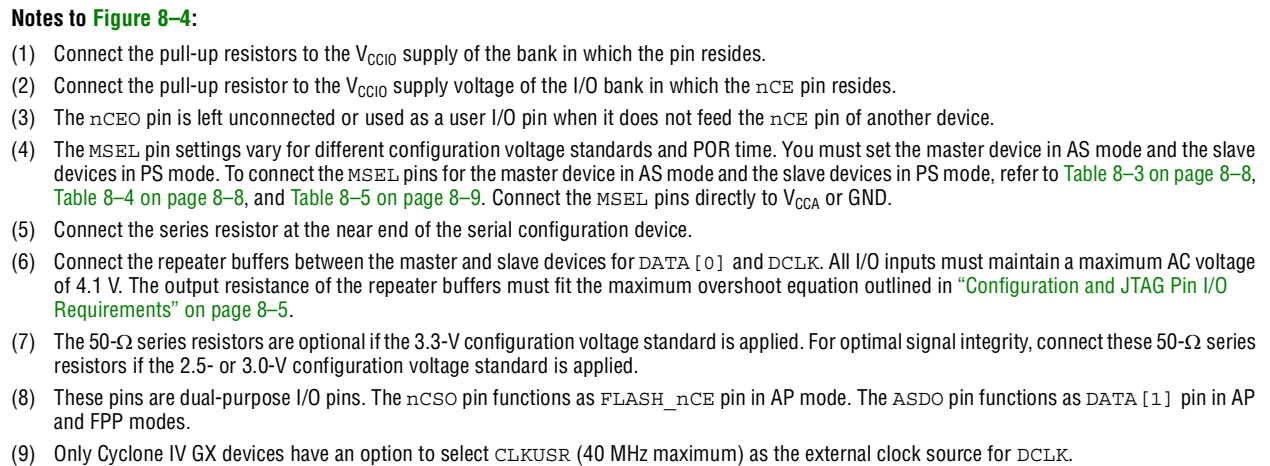 Notes to Figure 8–4:
(1) Connect the pull-up resistors to the VCCIO supply of the bank in which the pin resides.
(2) Connect the pull-up resistor to the VCCIO supply voltage of the I/O bank in which the nCE pin resides.
(3) The nCEO pin is left unconnected or used as a user I/O pin when it does not feed the nCE pin of another device.
(4) The MSEL pin settings vary for different configuration voltage standards and POR time. You must set the master device in AS mode and the slave
devices in PS mode. To connect the MSEL pins for the master device in AS mode and the slave devices in PS mode, refer to Table 8–3 on page 8–8,
Table 8–4 on page 8–8, and Table 8–5 on page 8–9. Connect the MSEL pins directly to VCCA or GND.
(5) Connect the series resistor at the near end of the serial configuration device.
(6) Connect the repeater buffers between the master and slave devices for DATA[0] and DCLK. All I/O inputs must maintain a maximum AC voltage
of 4.1 V. The output resistance of the repeater buffers must fit the maximum overshoot equation outlined in “Configuration and JTAG Pin I/O
Requirements” on page 8–5.
(7) The 50-Ω series resistors are optional if the 3.3-V configuration voltage standard is applied. For optimal signal integrity, connect these 50-Ω series
resistors if the 2.5- or 3.0-V configuration voltage standard is applied.
(8) These pins are dual-purpose I/O pins. The nCSO pin functions as FLASH_nCE pin in AP mode. The ASDO pin functions as DATA[1] pin in AP
and FPP modes.
(9) Only Cyclone IV GX devices have an option to select CLKUSR (40 MHz maximum) as the external clock source for DCLK.